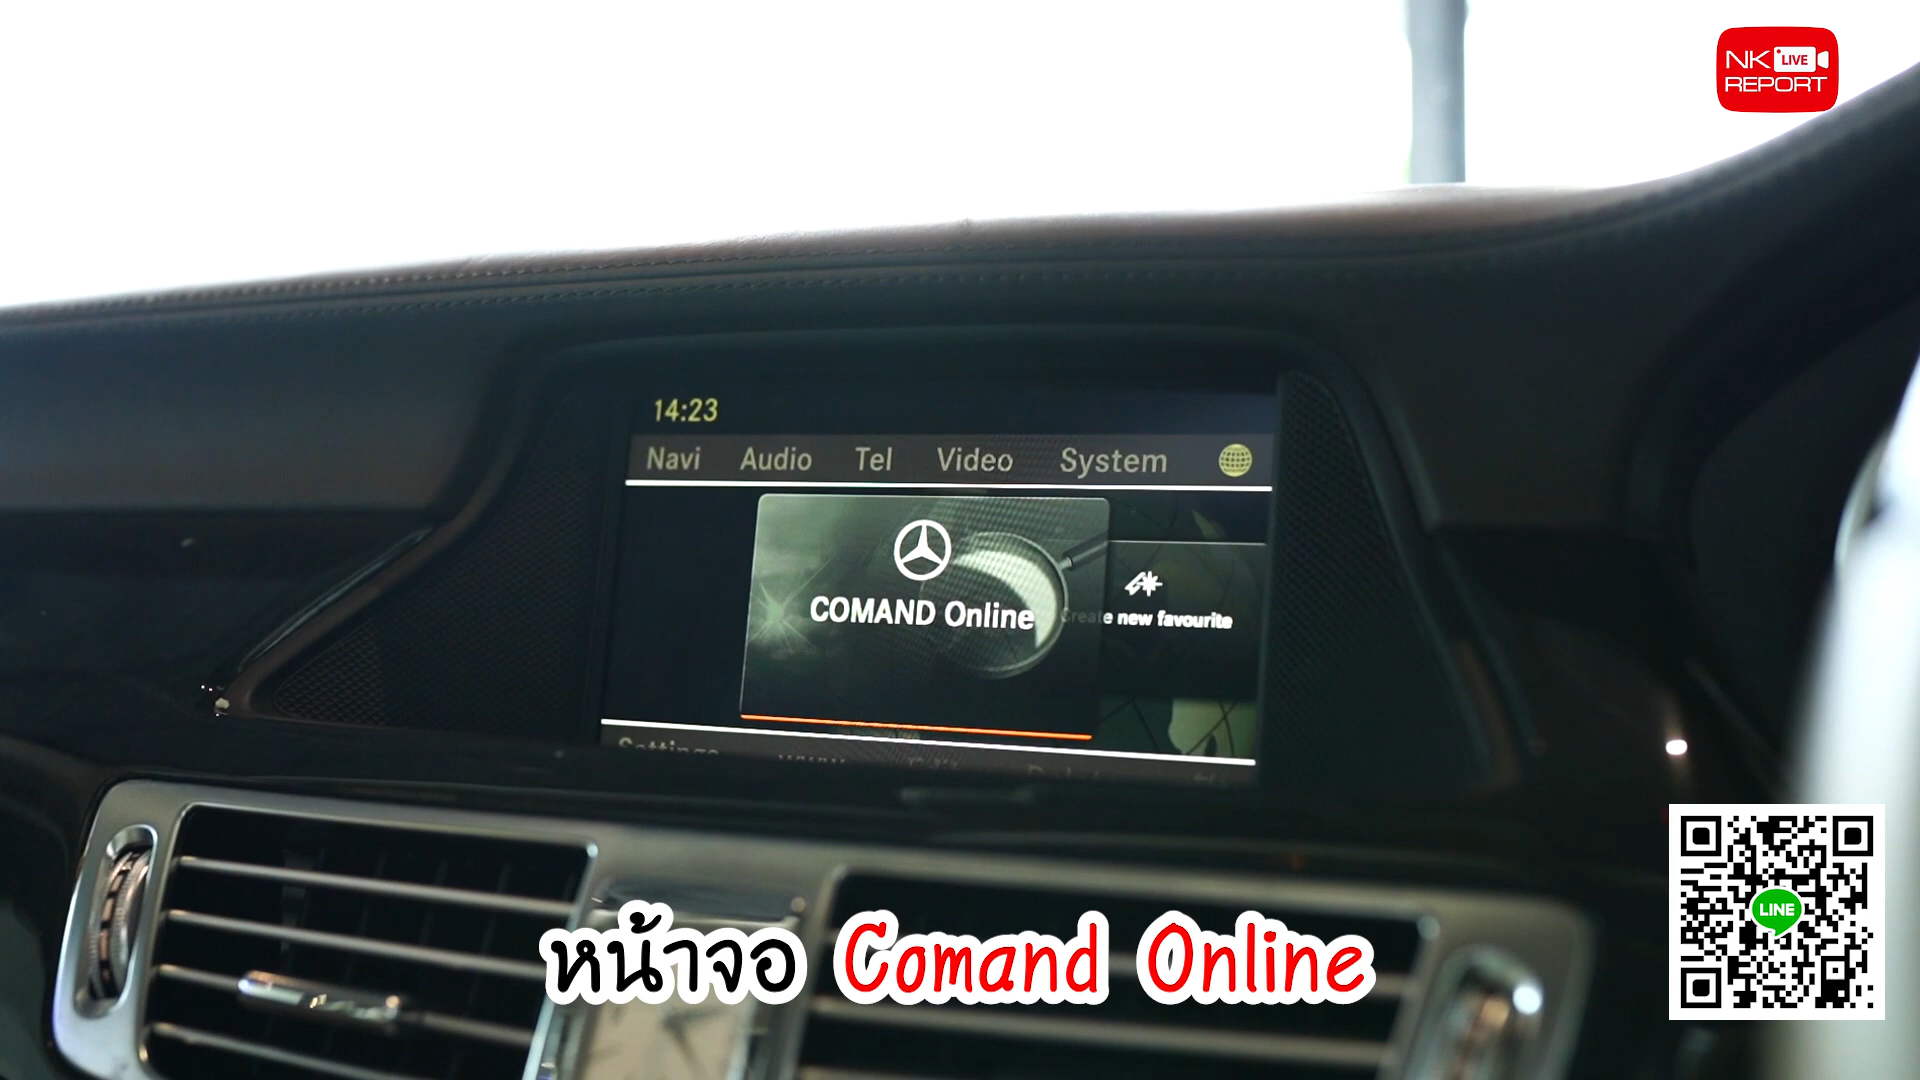 NK LIVE
REPORT
14:23
Navi Audio Tel Video System
COMAND Online
Create new favourite
Settings
หน้าจอ Comand Online
LINE